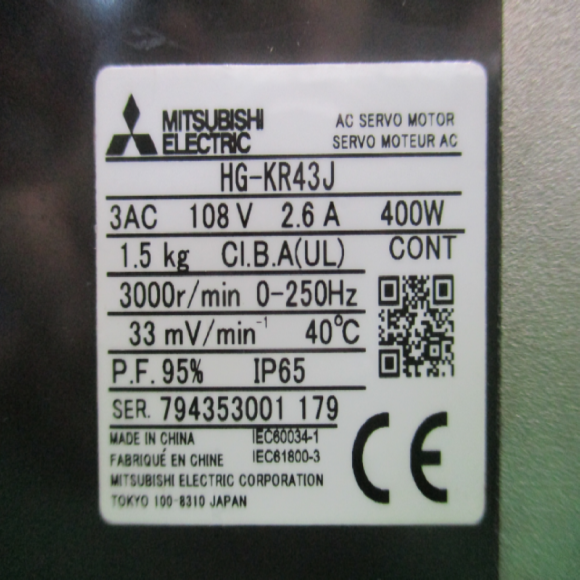 MITSUBISHI
ELECTRIC
AC SERVO MOTOR
SERVO MOTEUR AC
HG-KR43J
3AC 108 V 2.6 A 400W
1.5 kg CI.B.A(UL) CONT
3000r/min 0-250Hz
33 mV/min⁻¹ 40℃
P.F. 95% IP65
SER. 794353001 179
MADE IN CHINA IEC60034-1
FABRIQUÉ EN CHINE IEC61800-3
MITSUBISHI ELECTRIC CORPORATION
TOKYO 100-8310 JAPAN
CE